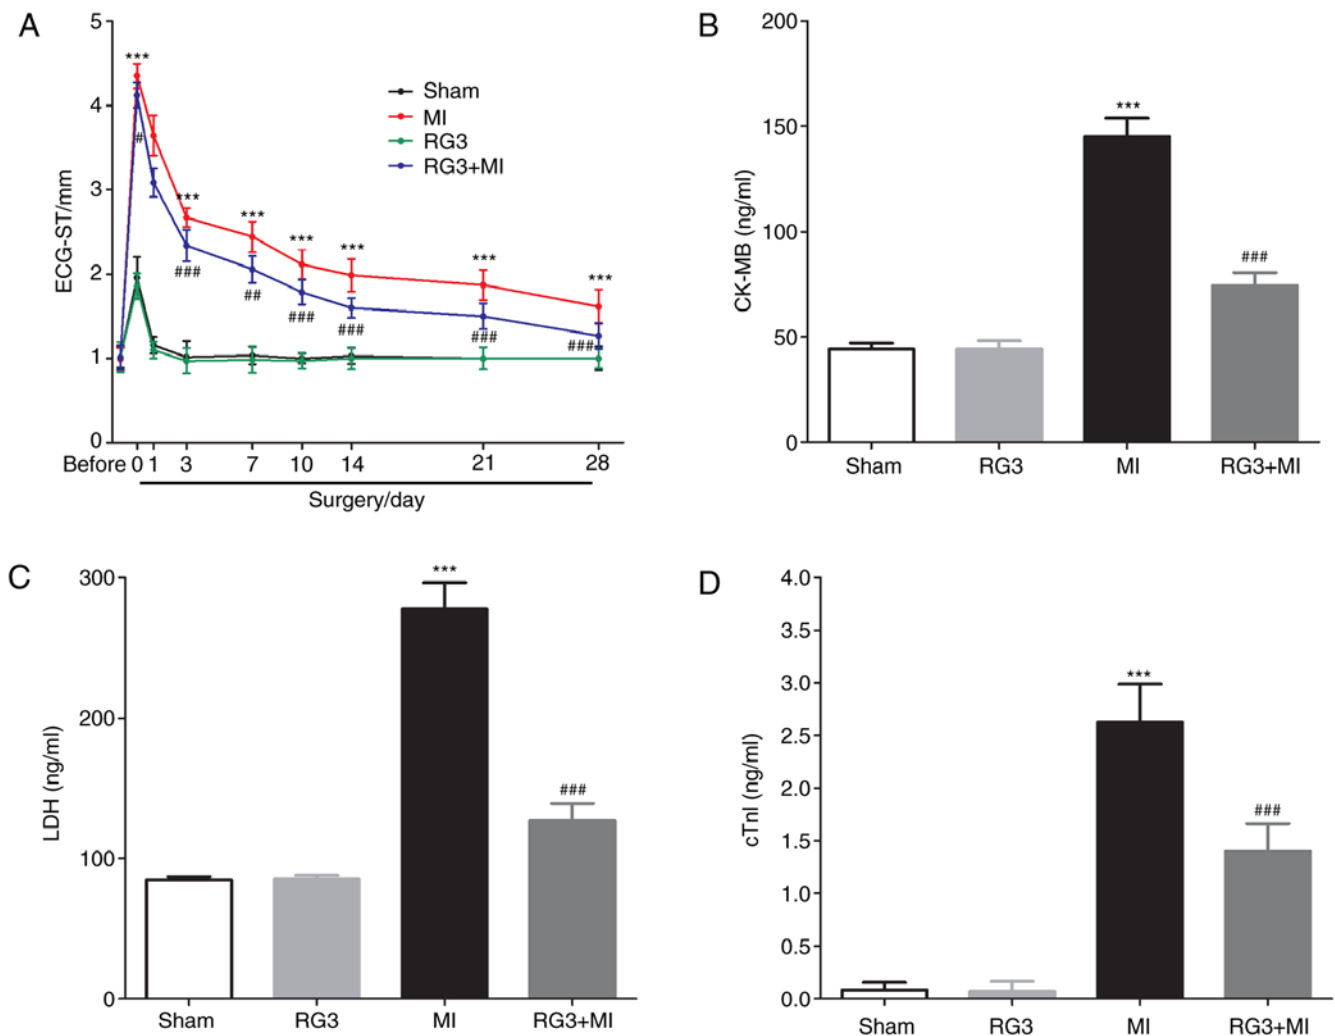 A
5
4
3
2
1
0
ECG-ST/mm
***
#
***
###
***
##
***
###
***
###
***
###
***
###
Sham
MI
RG3
RG3+MI
Before 0 1 3 7 10 14 21 28
Surgery/day
B
200
150
100
50
0
CK-MB (ng/ml)
***
###
Sham RG3 MI RG3+MI
C
300
200
100
0
LDH (ng/ml)
***
###
Sham RG3 MI RG3+MI
D
4.0
3.5
3.0
2.5
2.0
1.5
1.0
0.5
0.0
cTnI (ng/ml)
***
###
Sham RG3 MI RG3+MI